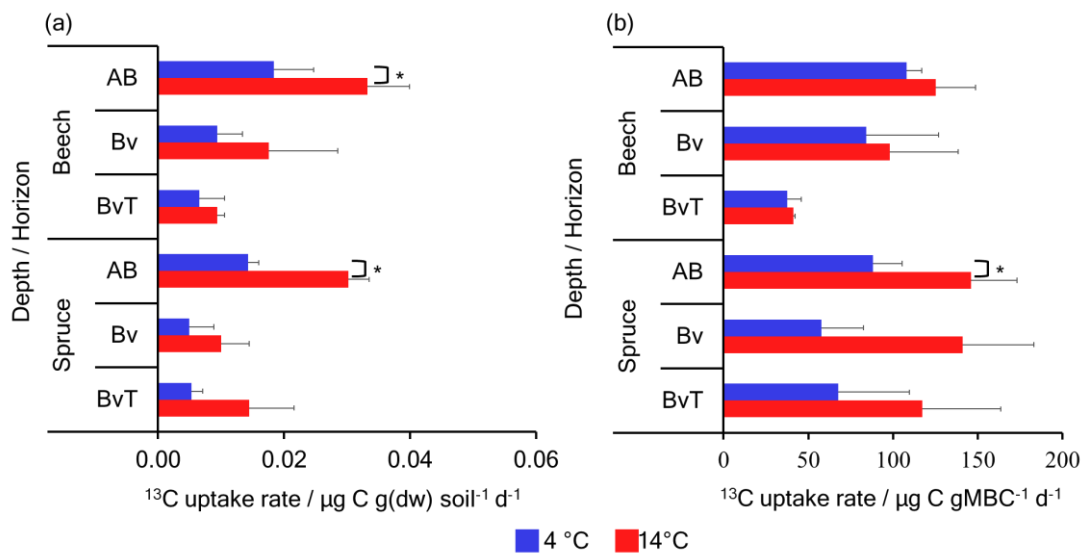 (a)
(b)
Depth / Horizon
Beech
AB
*
Bv
BvT
Spruce
AB
*
Bv
BvT
0.00 0.02 0.04 0.06
¹³C uptake rate / µg C g(dw) soil⁻¹ d⁻¹
Depth / Horizon
Beech
AB
Bv
BvT
Spruce
AB
*
Bv
BvT
0 50 100 150 200
¹³C uptake rate / µg C gMBC⁻¹ d⁻¹
4 °C 14°C